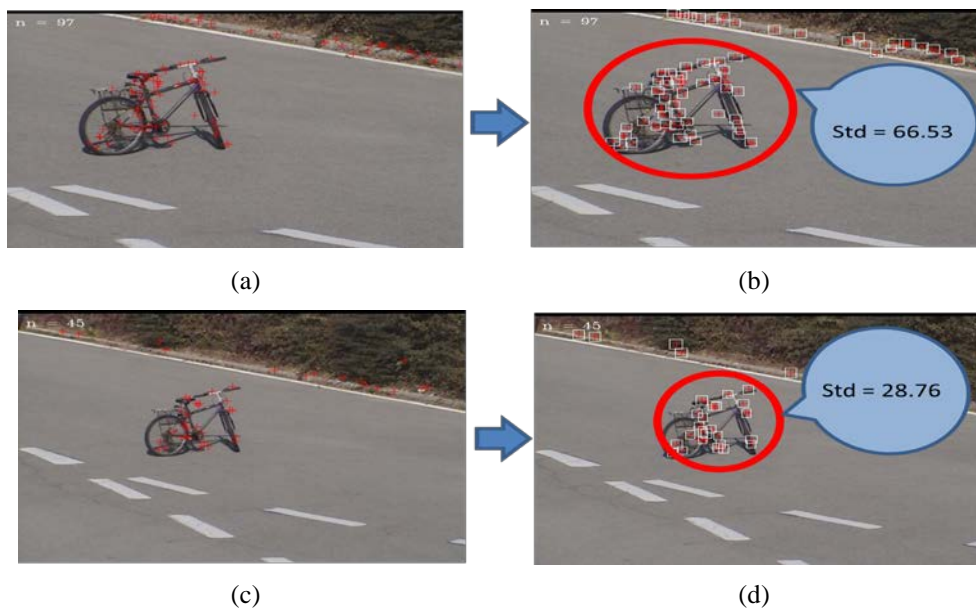 n = 97
n = 97
Std = 66.53
(a)
(b)
n = 45
n = 45
Std = 28.76
(c)
(d)